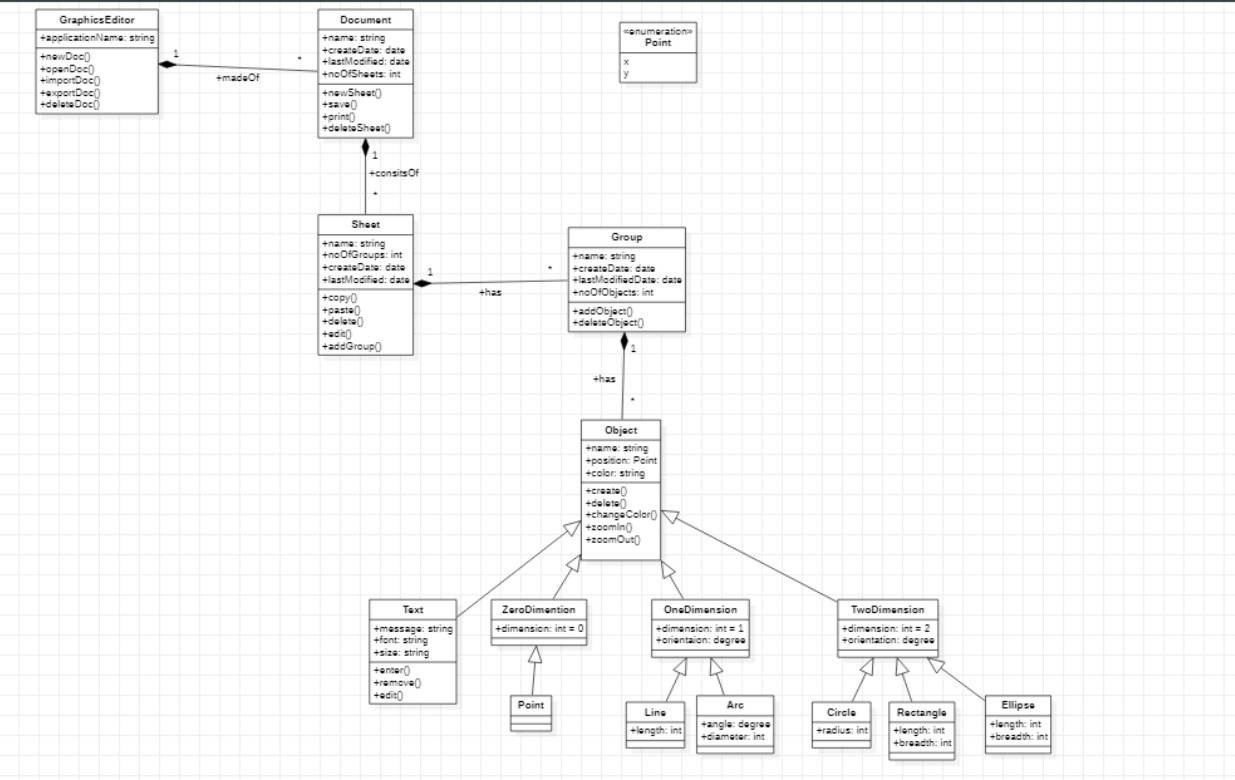 GraphicsEditor
+applicationName: string
+newDoc()
+openDoc()
+importDoc()
+exportDoc()
+deleteDoc()
1
*
+madeOf
Document
+name: string
+createDate: date
+lastModified: date
+noOfSheets: int
+newSheet()
+save()
+print()
+deleteSheet()
«enumeration»
Point
x
y
1
+consitsOf
*
Sheet
+name: string
+noOfGroups: int
+createDate: date
+lastModified: date
+copy()
+paste()
+delete()
+edit()
+addGroup()
1
*
+has
Group
+name: string
+createDate: date
+lastModifiedDate: date
+noOfObjects: int
+addObject()
+deleteObject()
1
+has
*
Object
+name: string
+position: Point
+color: string
+create()
+delete()
+changeColor()
+zoomIn()
+zoomOut()
Text
+message: string
+font: string
+size: string
+enter()
+remove()
+edit()
ZeroDimention
+dimension: int = 0
OneDimension
+dimension: int = 1
+orientaion: degree
TwoDimension
+dimension: int = 2
+orientation: degree
Point
Line
+length: int
Arc
+angle: degree
+diameter: int
Circle
+radius: int
Rectangle
+length: int
+breadth: int
Ellipse
+length: int
+breadth: int